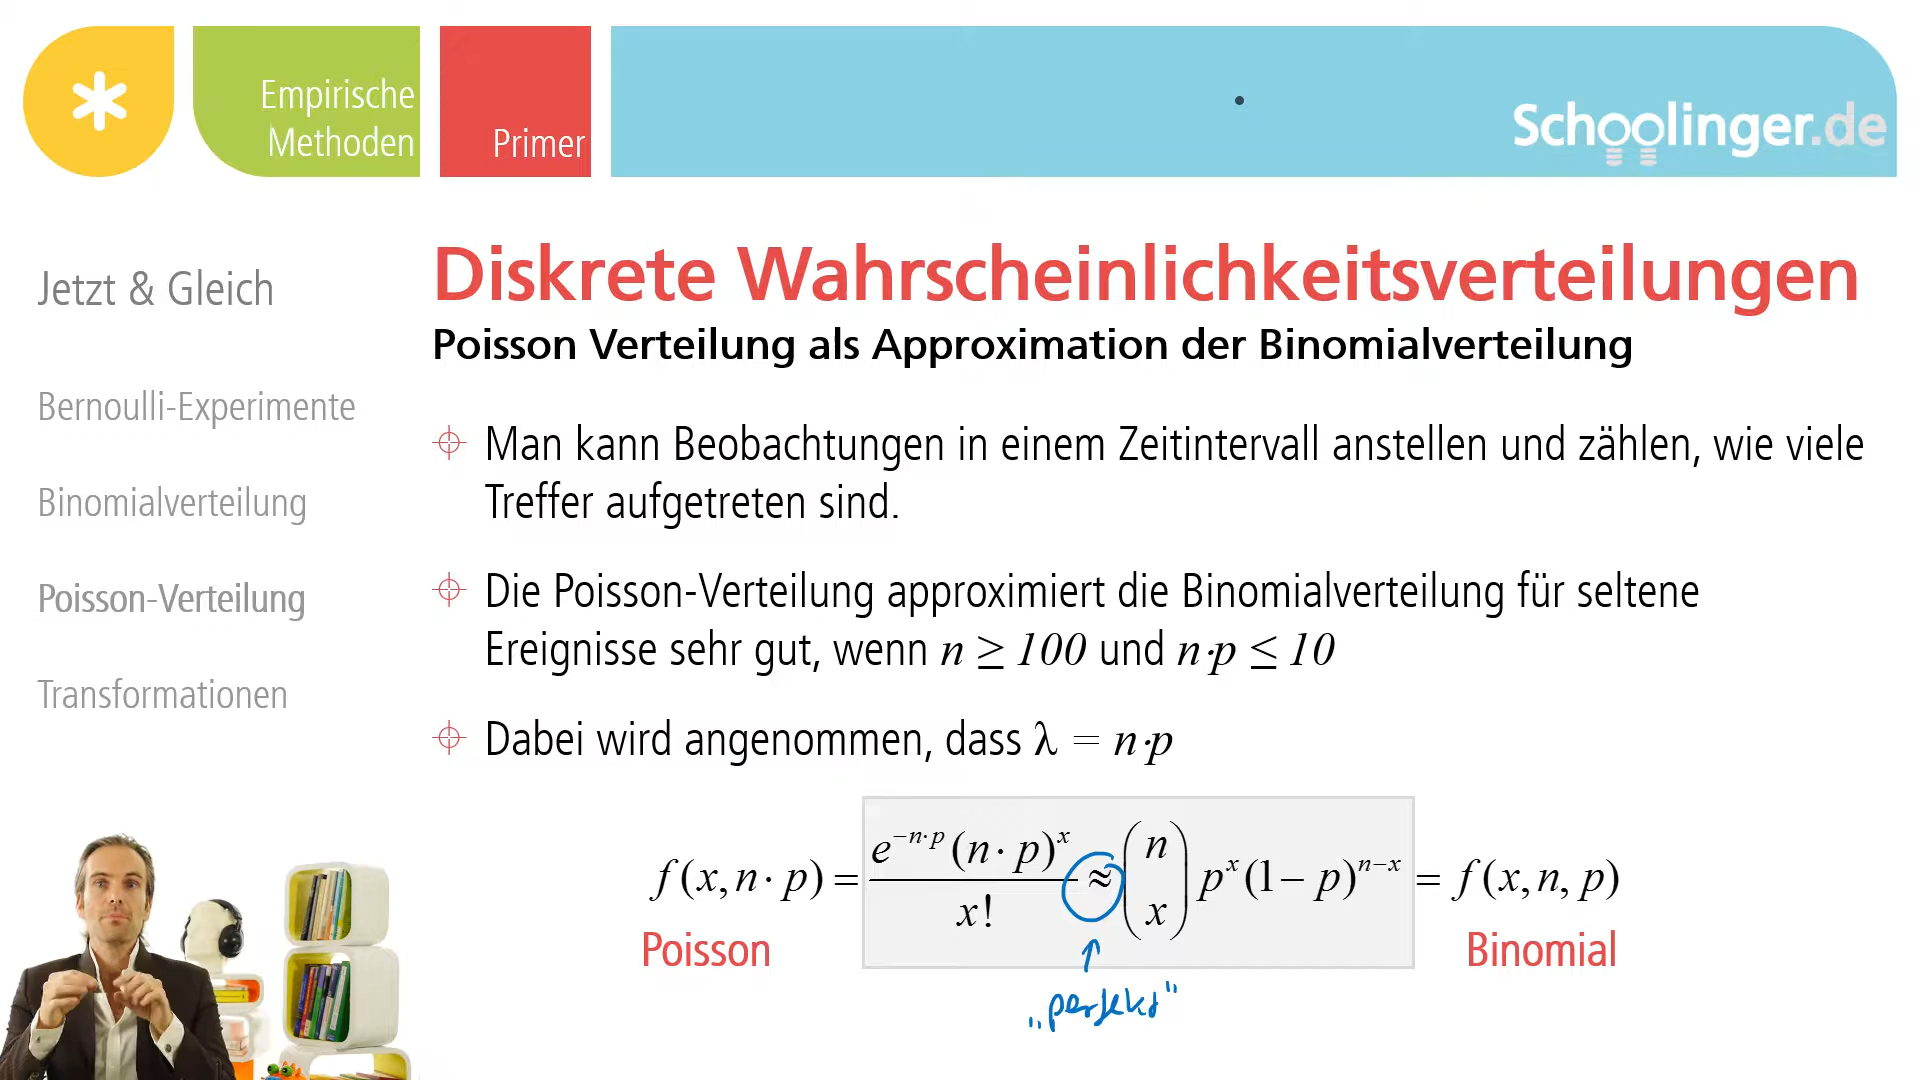 Empirische
Methoden
Primer
Schoolinger.de
Jetzt & Gleich
Bernoulli-Experimente
Binomialverteilung
Poisson-Verteilung
Transformationen
Diskrete Wahrscheinlichkeitsverteilungen
Poisson Verteilung als Approximation der Binomialverteilung
Man kann Beobachtungen in einem Zeitintervall anstellen und zählen, wie viele
Treffer aufgetreten sind.
Die Poisson-Verteilung approximiert die Binomialverteilung für seltene
Ereignisse sehr gut, wenn n ≥ 100 und n·p ≤ 10
Dabei wird angenommen, dass λ = n·p
f(x, n·p) = e^{-n·p}(n·p)^x / x! ≈ (n x) p^x (1−p)^{n−x} = f(x, n, p)
Poisson
Binomial
„perfekt"